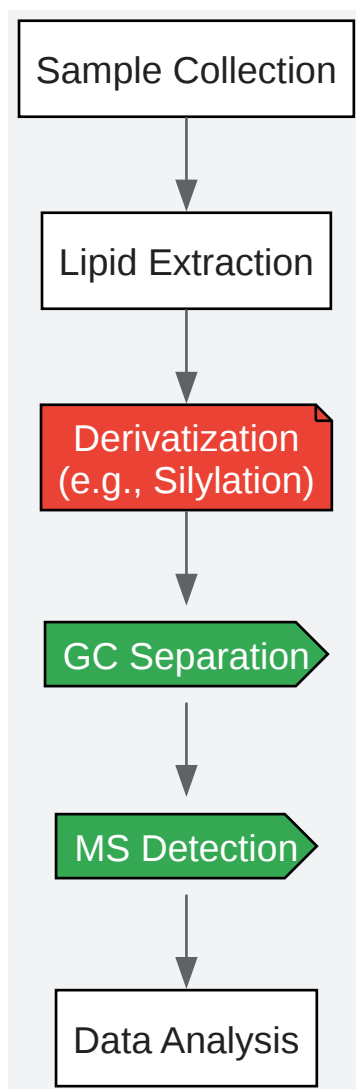 Sample Collection
Lipid Extraction
Derivatization
(e.g., Silylation)
GC Separation
MS Detection
Data Analysis